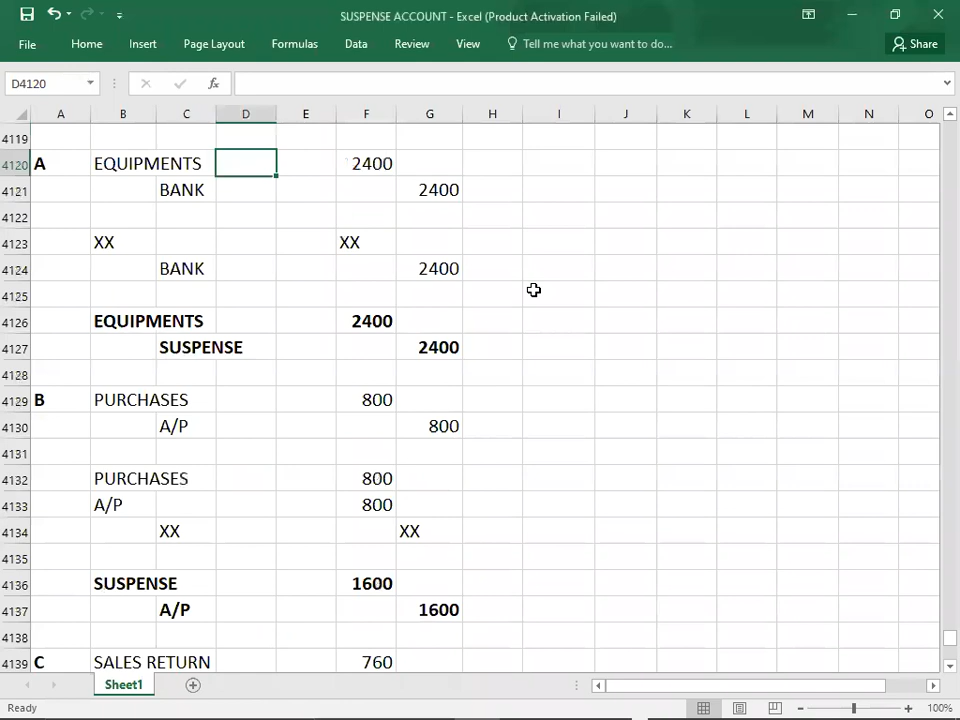 SUSPENSE ACCOUNT - Excel (Product Activation Failed)
File Home Insert Page Layout Formulas Data Review View Tell me what you want to do... Share
D4120 fx
A B C D E F G H I J K L M N O
4119
4120 A EQUIPMENTS 2400
4121 BANK 2400
4122
4123 XX XX
4124 BANK 2400
4125
4126 EQUIPMENTS 2400
4127 SUSPENSE 2400
4128
4129 B PURCHASES 800
4130 A/P 800
4131
4132 PURCHASES 800
4133 A/P 800
4134 XX XX
4135
4136 SUSPENSE 1600
4137 A/P 1600
4138
4139 C SALES RETURN 760
Sheet1
Ready 100%